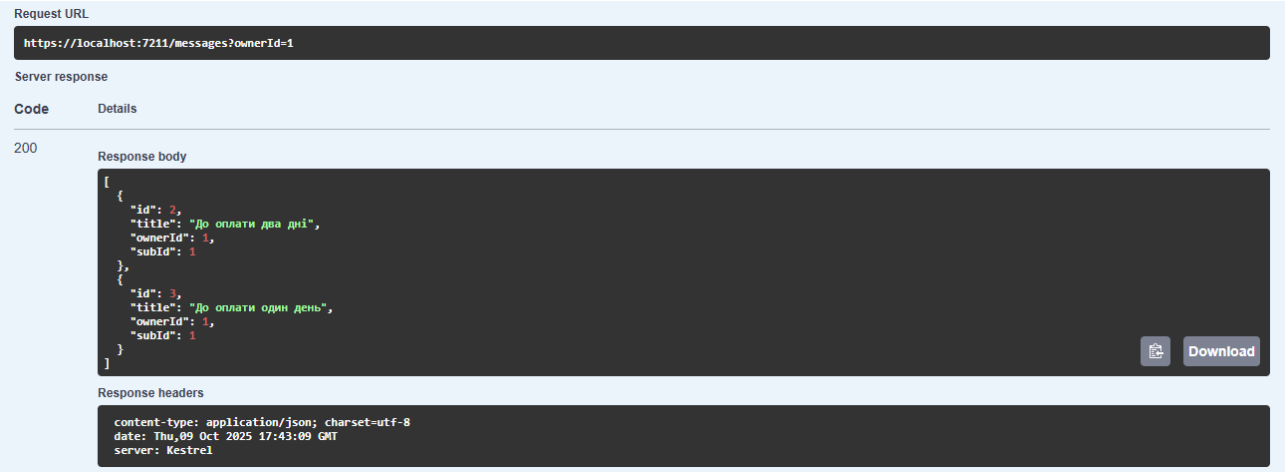 Request URL
https://localhost:7211/messages?ownerId=1
Server response
Code Details
200
Response body
[
  {
    "id": 2,
    "title": "До оплати два дні",
    "ownerId": 1,
    "subId": 1
  },
  {
    "id": 3,
    "title": "До оплати один день",
    "ownerId": 1,
    "subId": 1
  }
]
Download
Response headers
content-type: application/json; charset=utf-8
date: Thu,09 Oct 2025 17:43:09 GMT
server: Kestrel